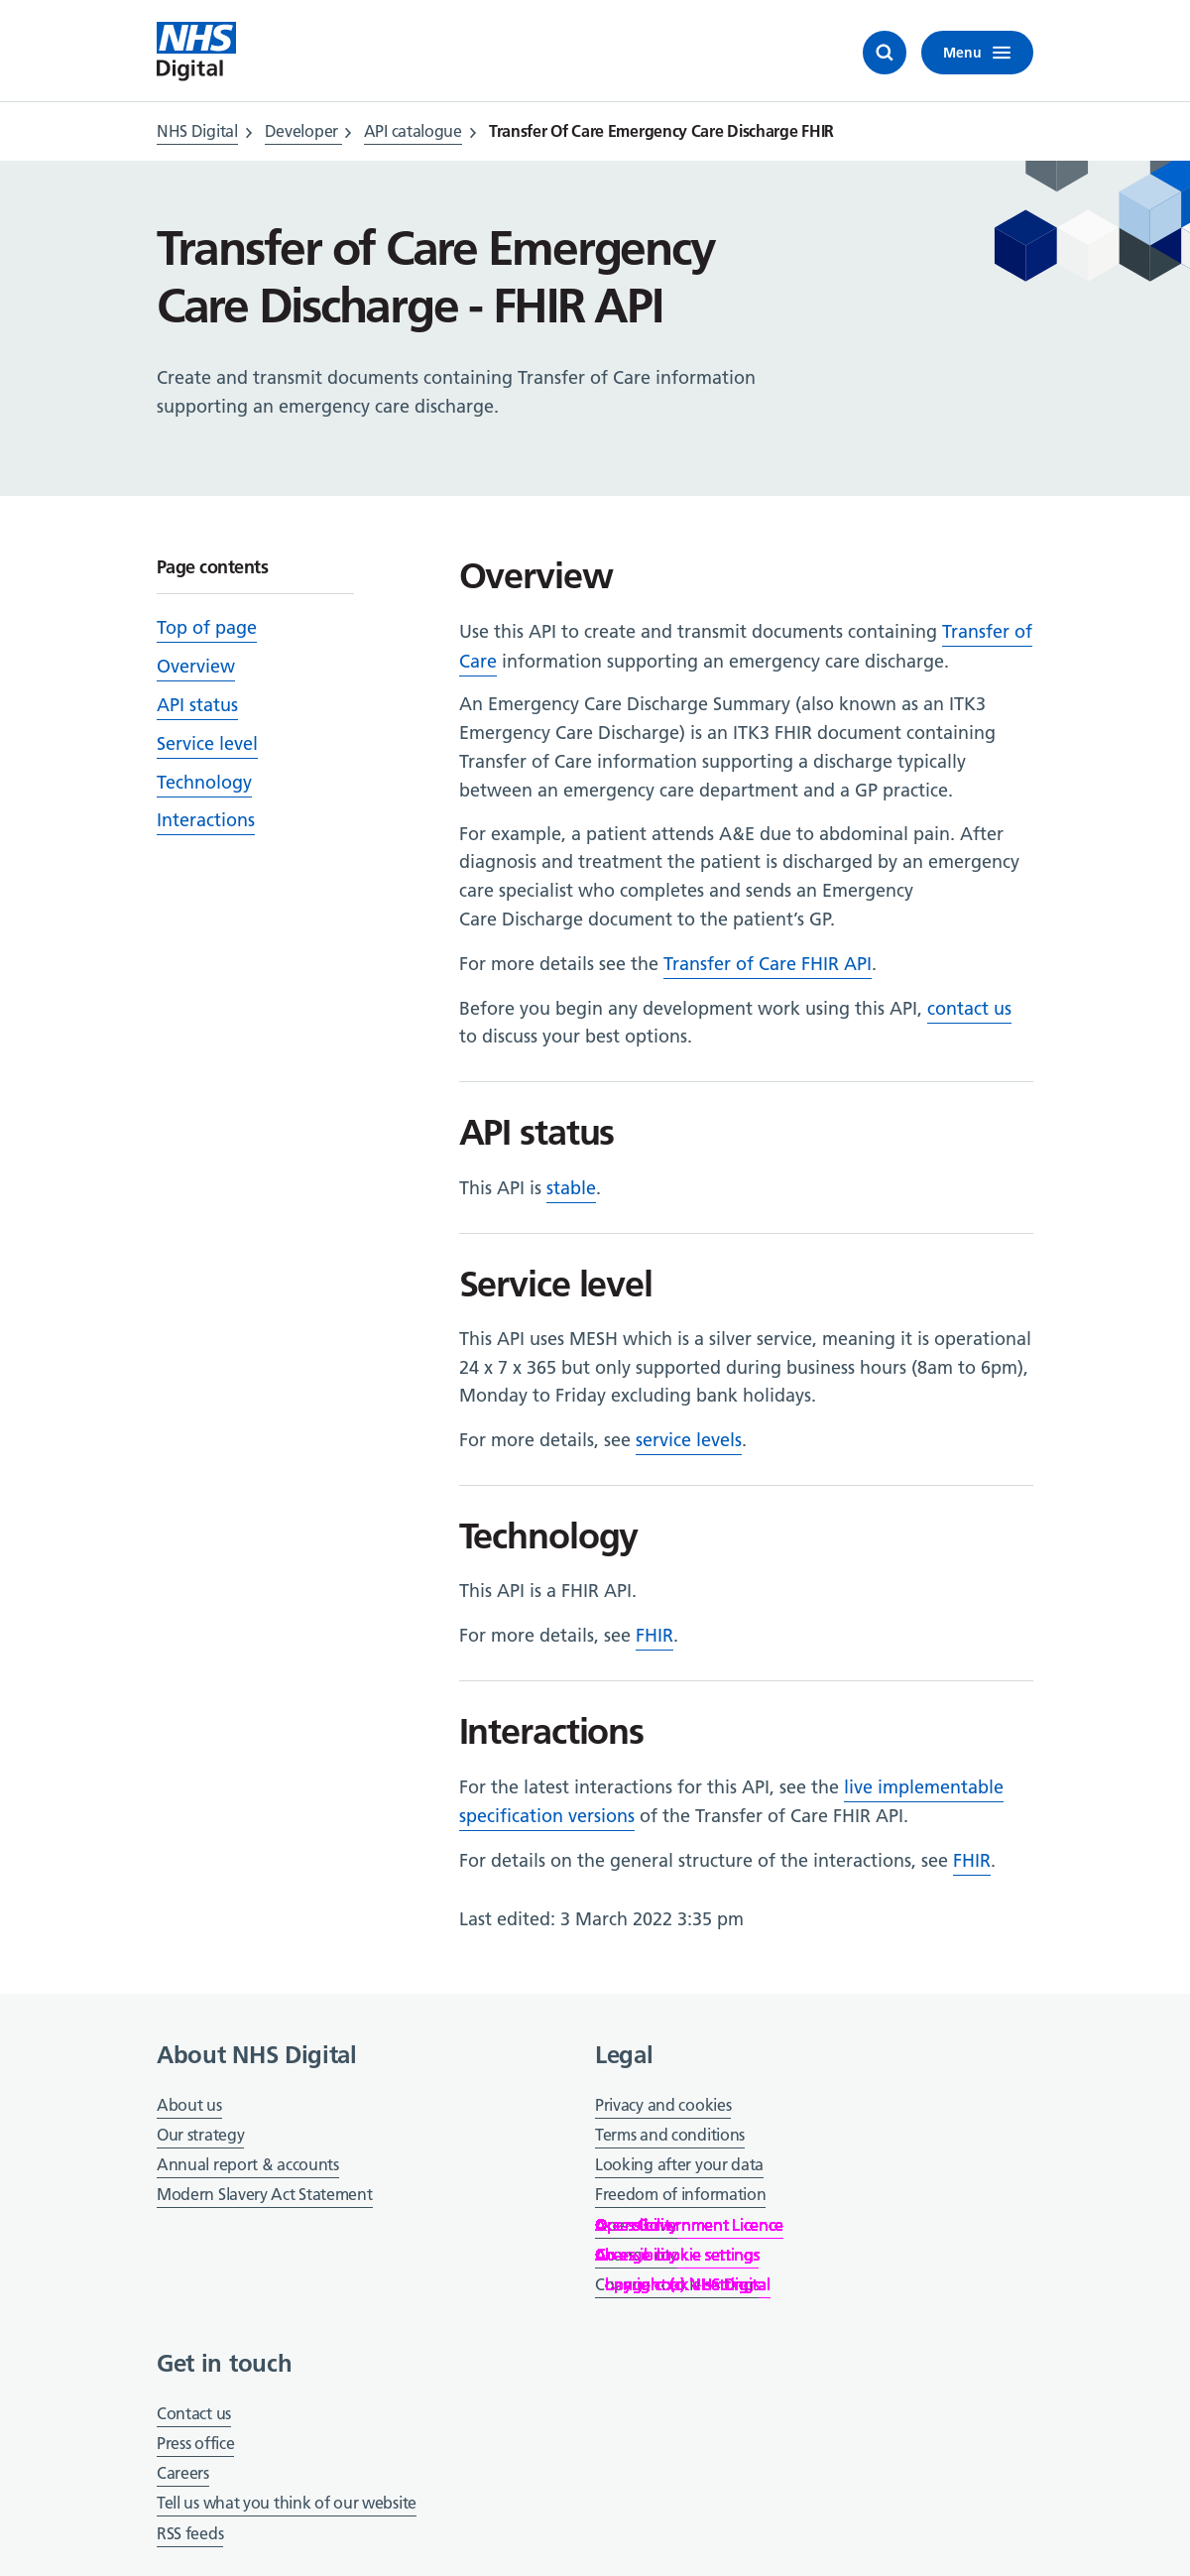 NHS
Digital
Menu
NHS Digital
Developer
API catalogue
Transfer Of Care Emergency Care Discharge FHIR
Transfer of Care Emergency
Care Discharge - FHIR API
Create and transmit documents containing Transfer of Care information
supporting an emergency care discharge.
Page contents
Top of page
Overview
API status
Service level
Technology
Interactions
Overview
Use this API to create and transmit documents containing Transfer of
Care information supporting an emergency care discharge.
An Emergency Care Discharge Summary (also known as an ITK3
Emergency Care Discharge) is an ITK3 FHIR document containing
Transfer of Care information supporting a discharge typically
between an emergency care department and a GP practice.
For example, a patient attends A&E due to abdominal pain. After
diagnosis and treatment the patient is discharged by an emergency
care specialist who completes and sends an Emergency
Care Discharge document to the patient’s GP.
For more details see the Transfer of Care FHIR API.
Before you begin any development work using this API, contact us
to discuss your best options.
API status
This API is stable.
Service level
This API uses MESH which is a silver service, meaning it is operational
24 x 7 x 365 but only supported during business hours (8am to 6pm),
Monday to Friday excluding bank holidays.
For more details, see service levels.
Technology
This API is a FHIR API.
For more details, see FHIR.
Interactions
For the latest interactions for this API, see the live implementable
specification versions of the Transfer of Care FHIR API.
For details on the general structure of the interactions, see FHIR.
Last edited: 3 March 2022 3:35 pm
About NHS Digital
About us
Our strategy
Annual report & accounts
Modern Slavery Act Statement
Legal
Privacy and cookies
Terms and conditions
Looking after your data
Freedom of information
Government Licence
cookie settings
NHS Digital
Get in touch
Contact us
Press office
Careers
Tell us what you think of our website
RSS feeds